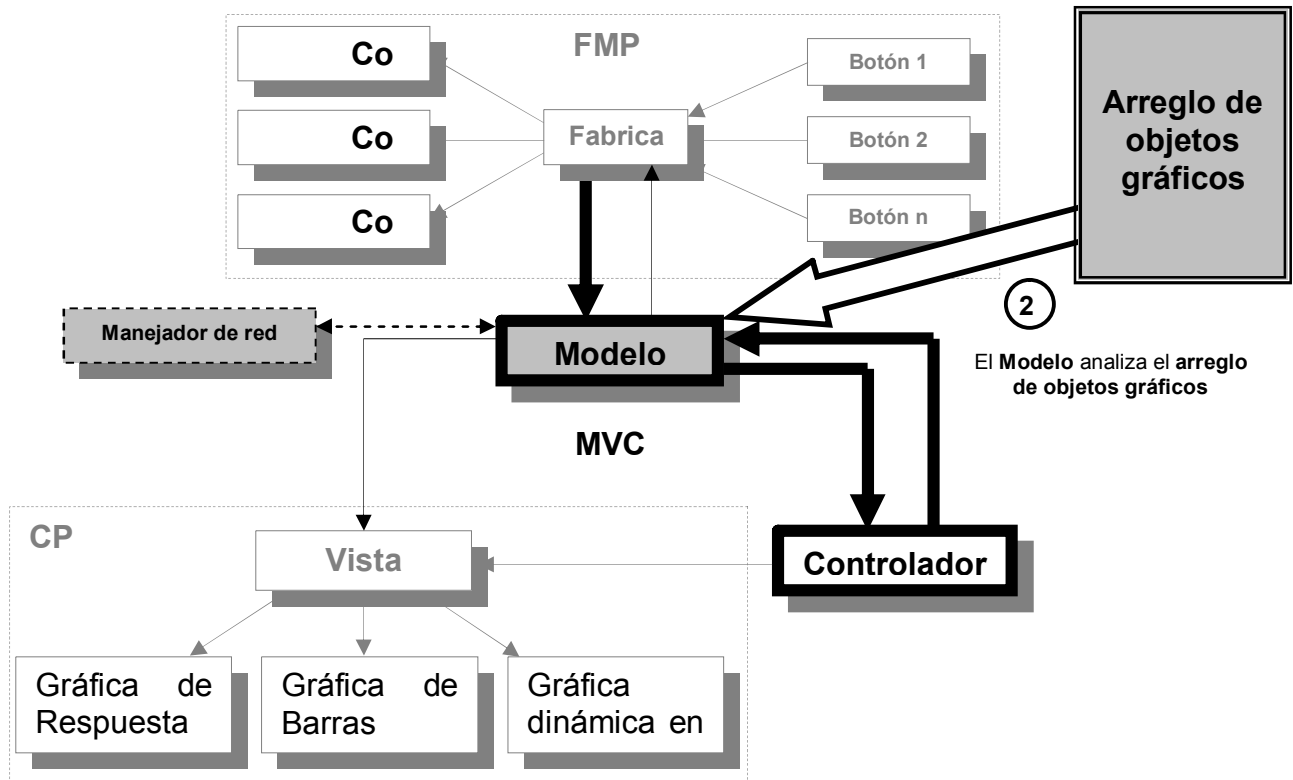 FMP
Co
Co
Co
Fabrica
Botón 1
Botón 2
Botón n
Arreglo de
objetos
gráficos
2
El Modelo analiza el arreglo
de objetos gráficos
Manejador de red
Modelo
MVC
CP
Vista
Controlador
Gráfica de
Respuesta
Gráfica de
Barras
Gráfica
dinámica en